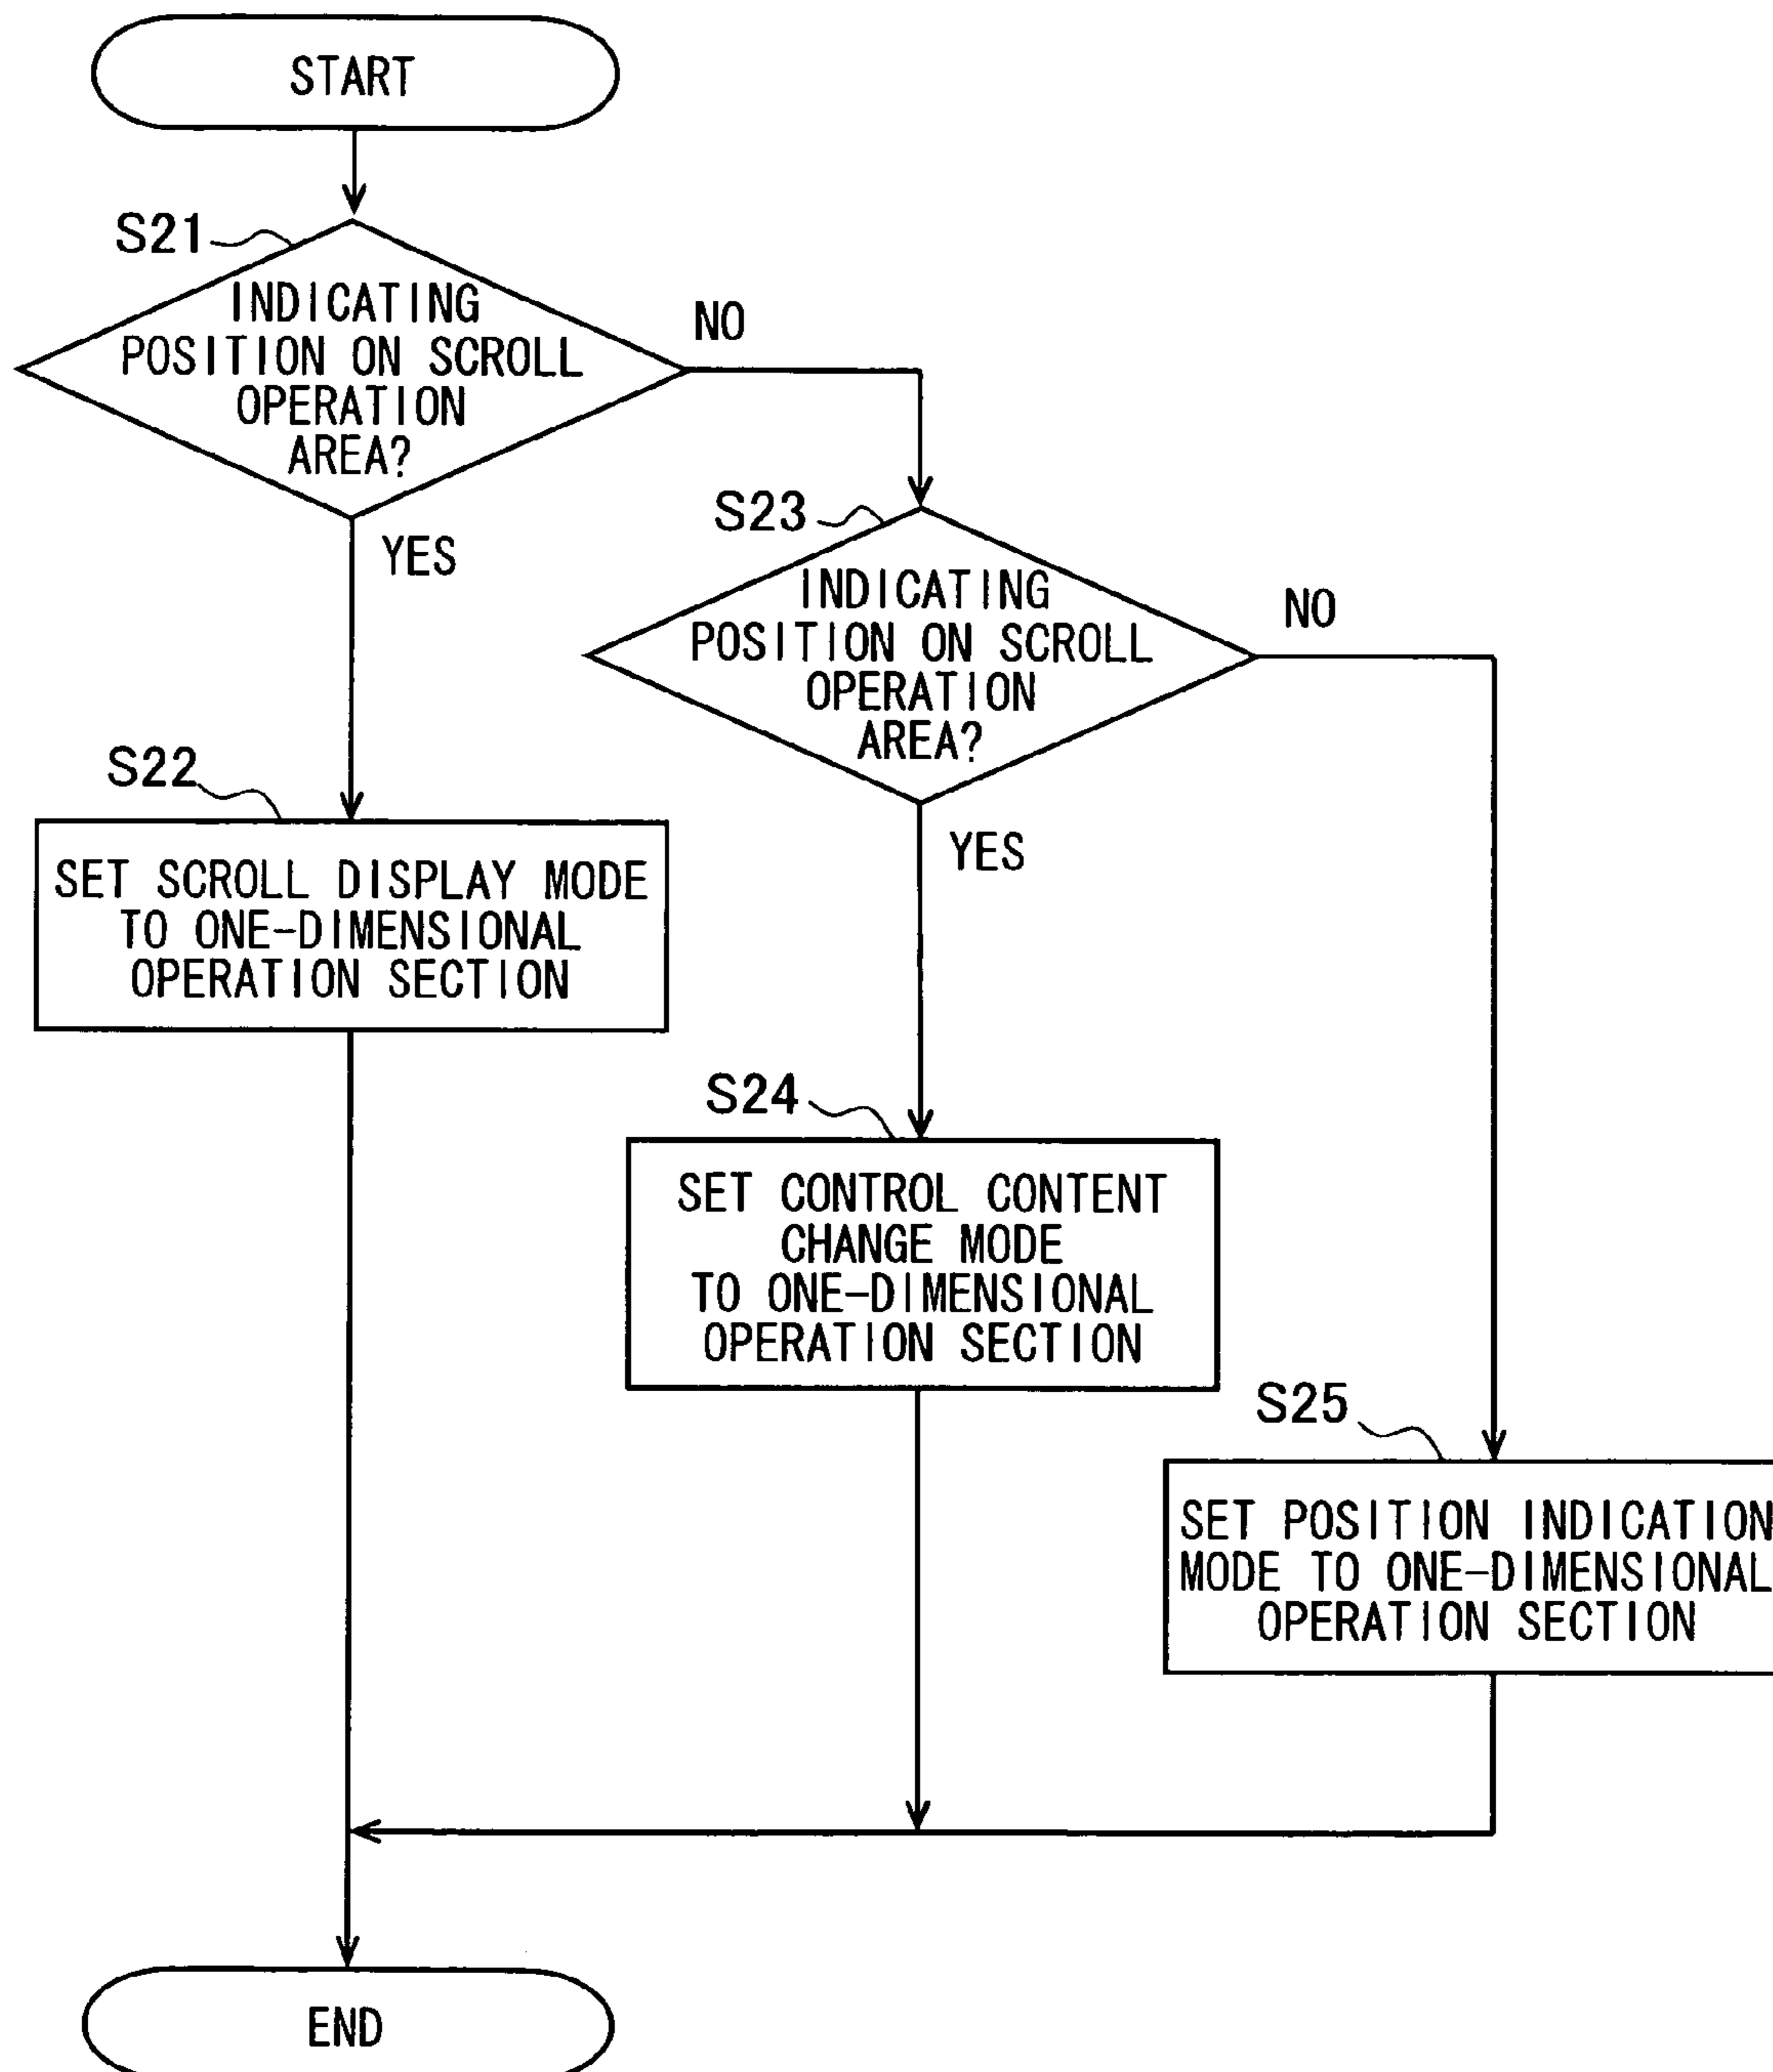 START
S21
INDICATING
POSITION ON SCROLL
OPERATION
AREA?
NO
YES
S23
INDICATING
POSITION ON SCROLL
OPERATION
AREA?
NO
YES
S22
SET SCROLL DISPLAY MODE
TO ONE-DIMENSIONAL
OPERATION SECTION
S24
SET CONTROL CONTENT
CHANGE MODE
TO ONE-DIMENSIONAL
OPERATION SECTION
S25
SET POSITION INDICATION
MODE TO ONE-DIMENSIONAL
OPERATION SECTION
END